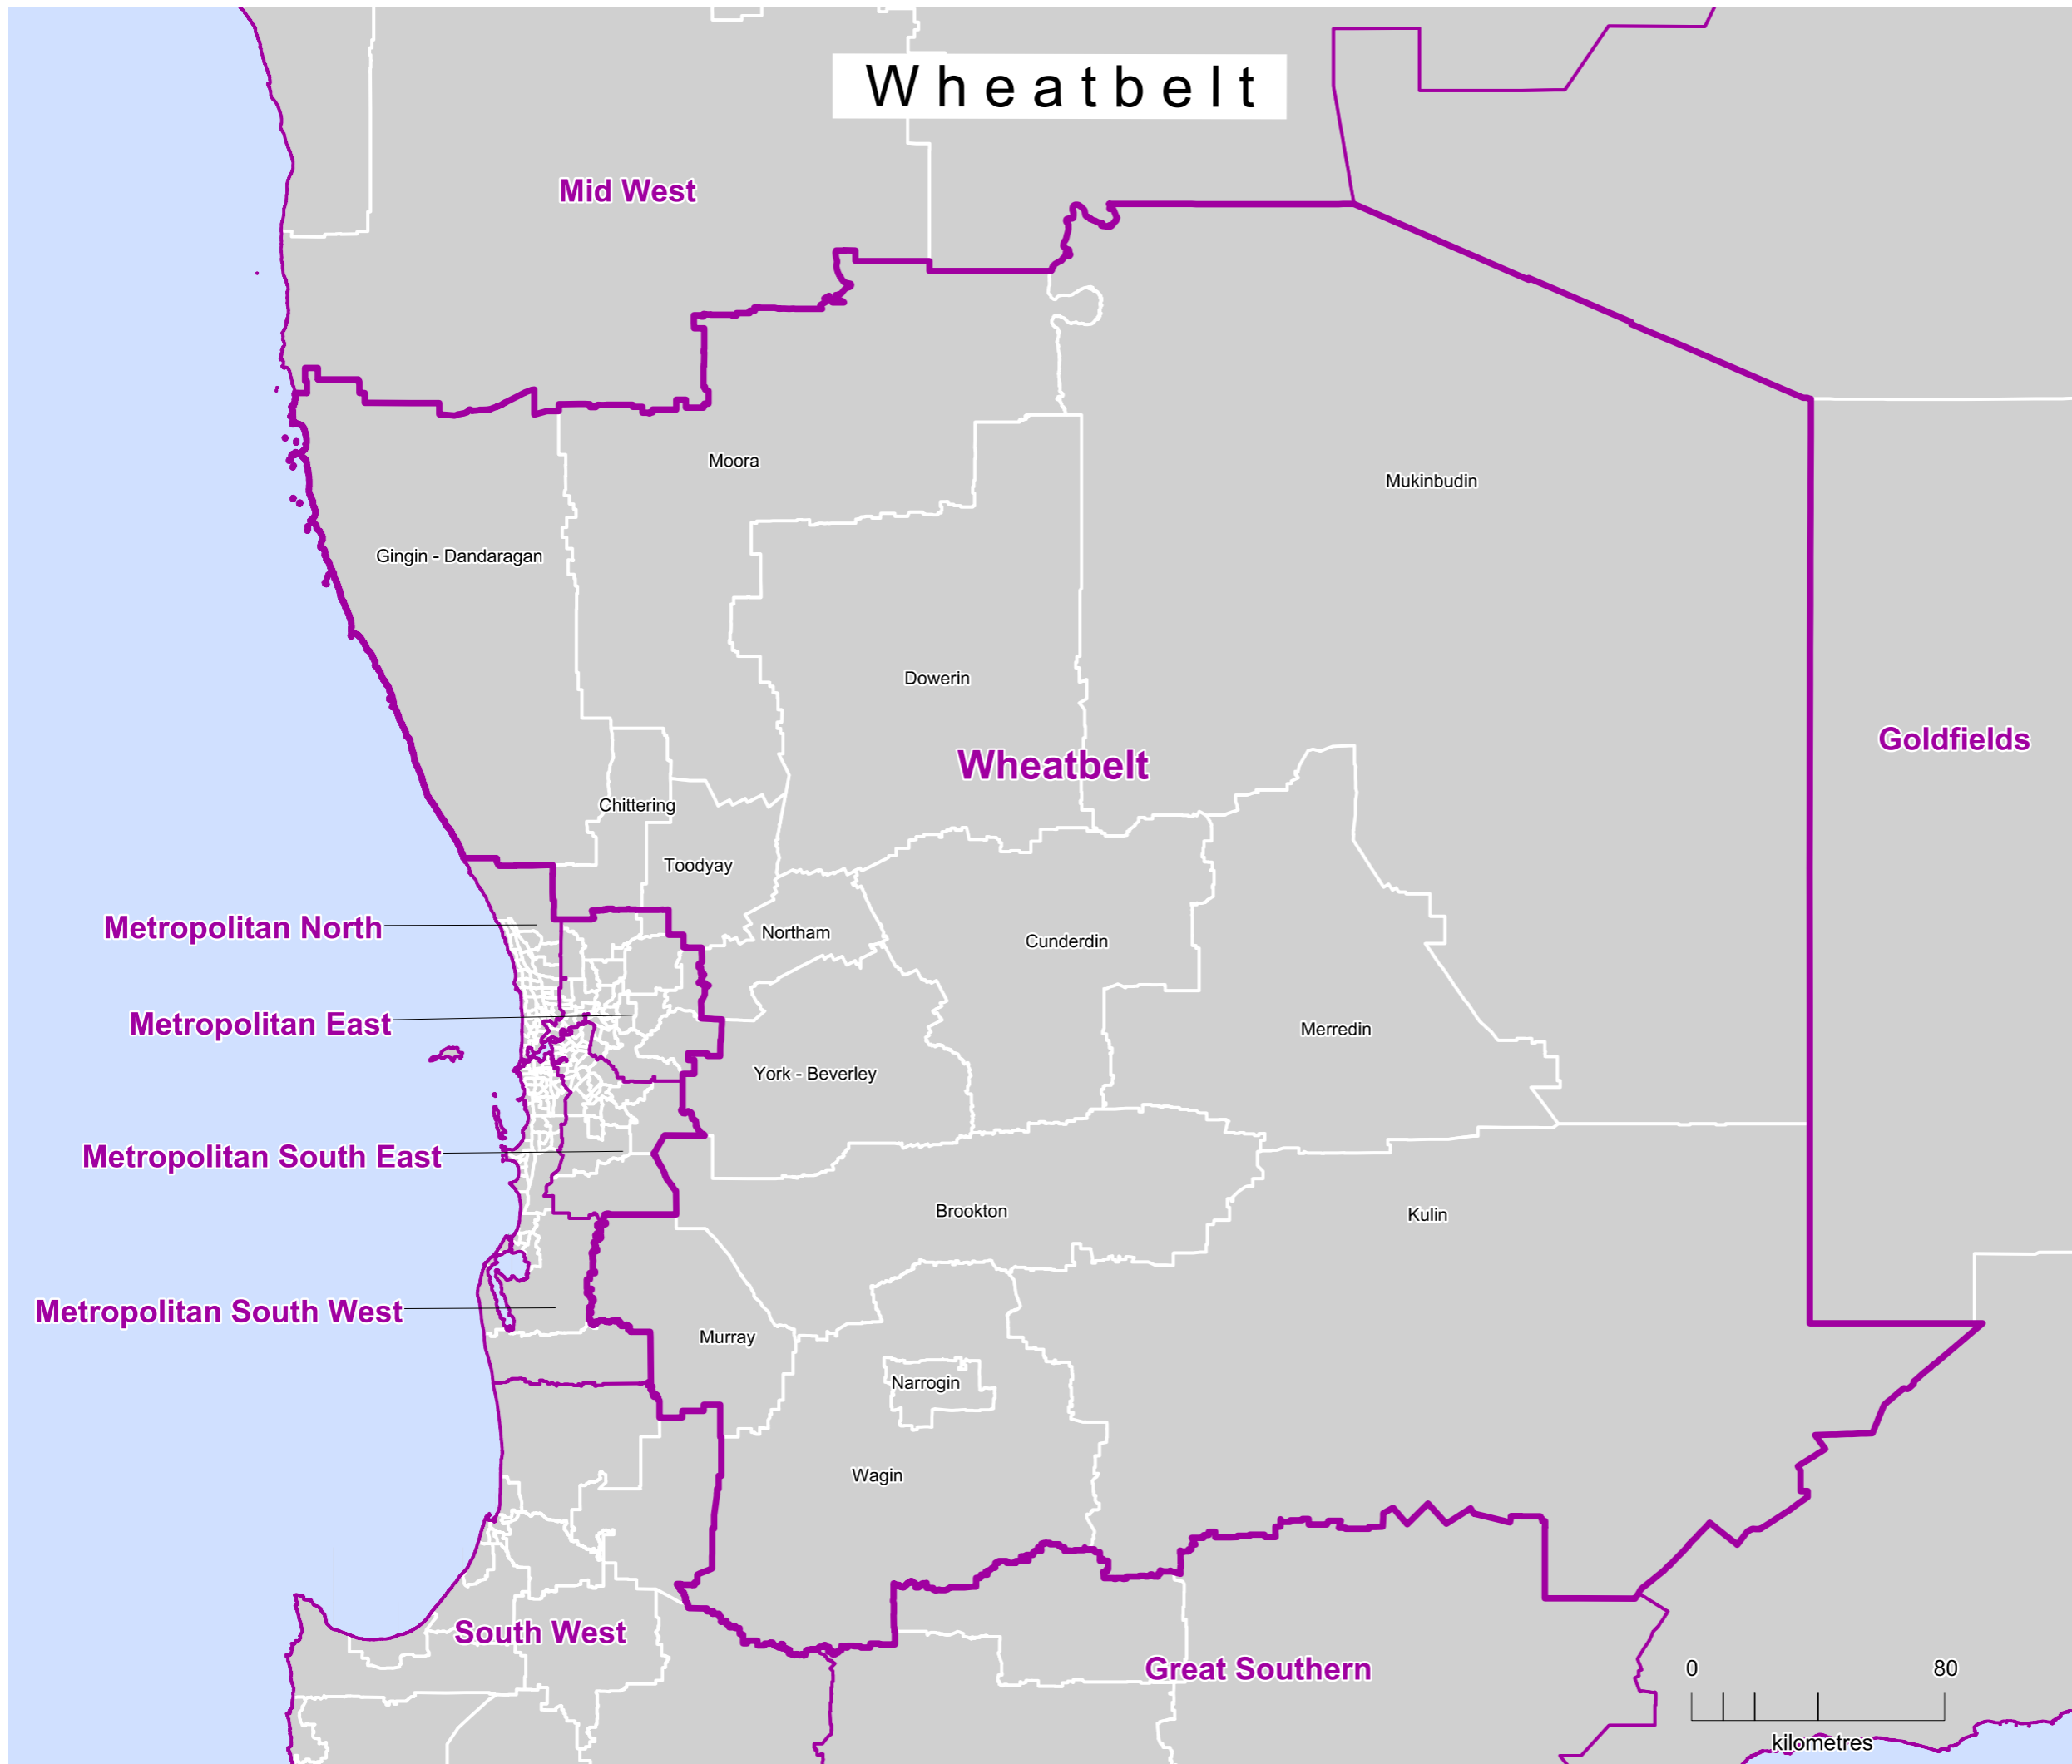 Wheatbelt
Mid West
Moora
Mukinbudin
Gingin - Dandaragan
Dowerin
Goldfields
Wheatbelt
Chittering
Toodyay
Metropolitan North
Northam
Cunderdin
Metropolitan East
Merredin
York - Beverley
Metropolitan South East
Brookton
Kulin
Metropolitan South West
Murray
Narrogin
Wagin
South West
Great Southern
0 80
kilometres